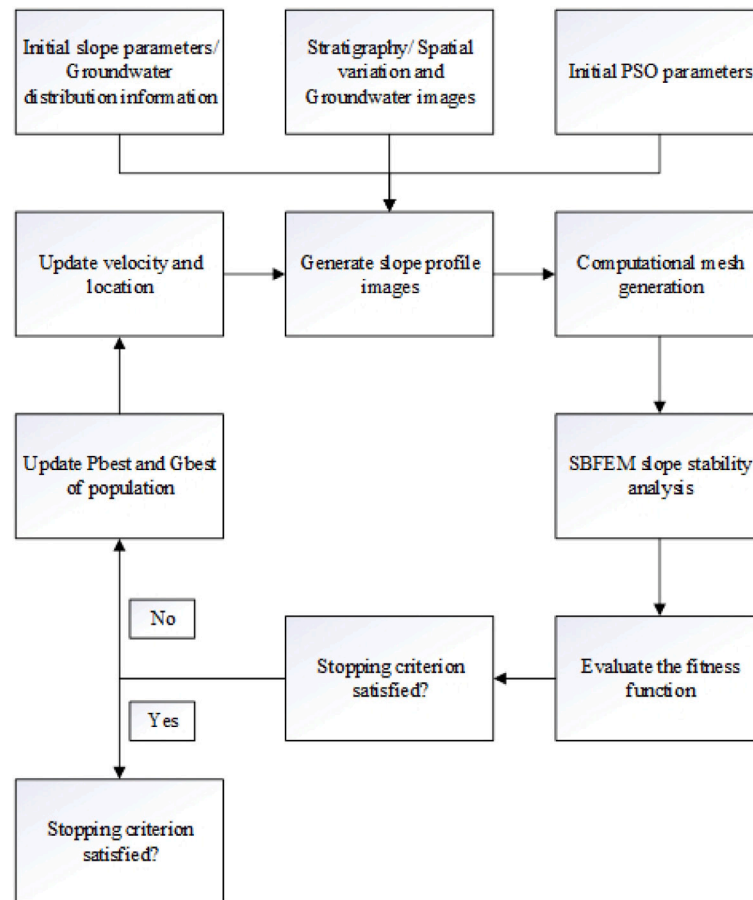 Initial slope parameters/
Groundwater
distribution information
Stratigraphy/ Spatial
variation and
Groundwater images
Initial PSO parameters
Update velocity and
location
Generate slope profile
images
Computational mesh
generation
Update Pbest and Gbest
of population
SBFEM slope stability
analysis
No
Stopping criterion
satisfied?
Evaluate the fitness
function
Yes
Stopping criterion
satisfied?